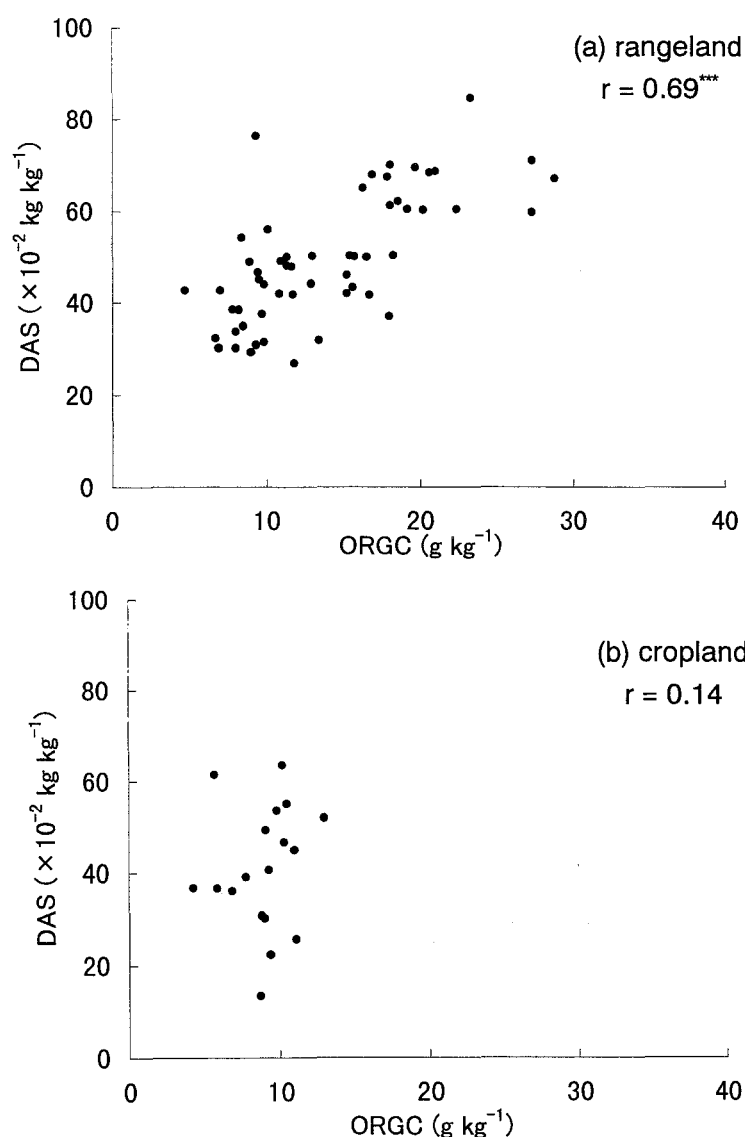 100
(a) rangeland
r = 0.69***
80
60
40
20
0
DAS (×10⁻² kg kg⁻¹)
0 10 20 30 40
ORGC (g kg⁻¹)
100
(b) cropland
r = 0.14
80
60
40
20
0
DAS (×10⁻² kg kg⁻¹)
0 10 20 30 40
ORGC (g kg⁻¹)